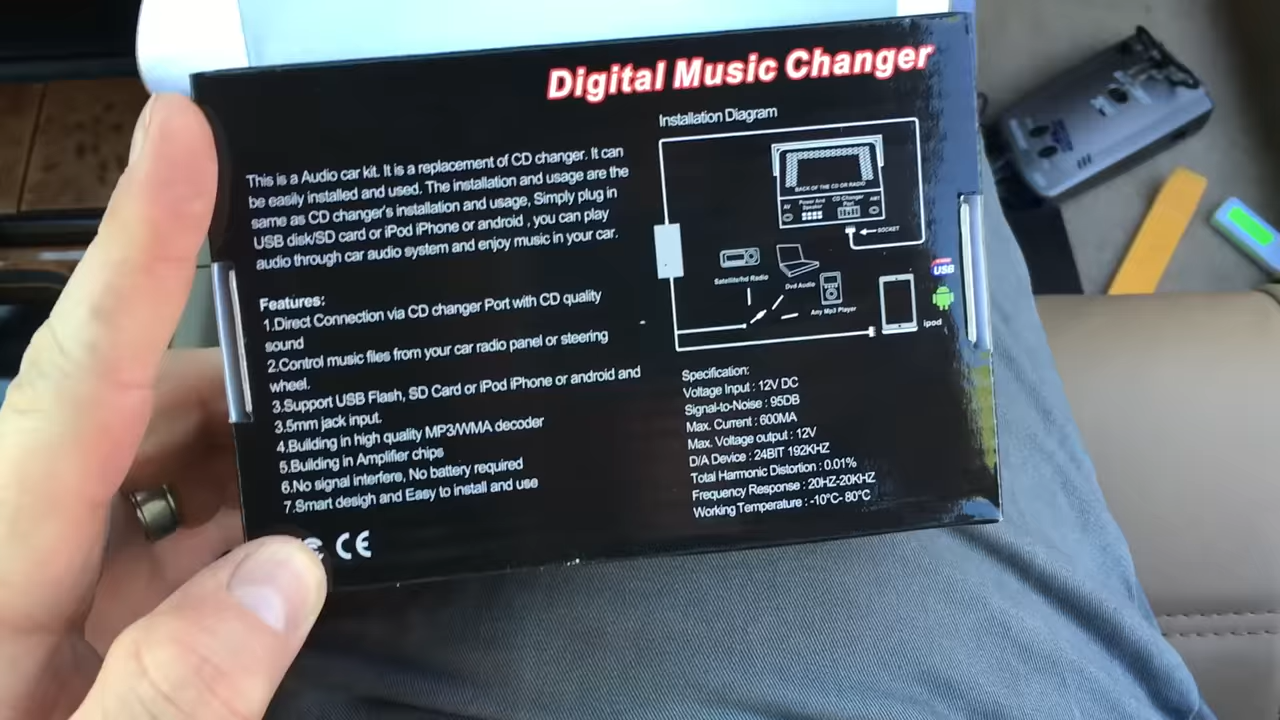 Digital Music Changer
This is a Audio car kit. It is a replacement of CD changer. It can
be easily installed and used. The installation and usage are the
same as CD changer's installation and usage, Simply plug in
USB disk/SD card or iPod iPhone or android , you can play
audio through car audio system and enjoy music in your car.
Features:
1.Direct Connection via CD changer Port with CD quality
sound
2.Control music files from your car radio panel or steering
wheel.
3.Support USB Flash, SD Card or iPod iPhone or android and
3.5mm jack input.
4.Building in high quality MP3/WMA decoder
5.Building in Amplifier chips
6.No signal interfere, No battery required
7.Smart desigh and Easy to install and use
CE
Installation Diagram
BACK OF THE CD OR RADIO
AV
Power And
Speaker
CD Changer
Port
ANT
SOCKET
Satellite/hd Radio
Dvd Audio
Any Mp3 Player
USB
ipod
Specification:
Voltage Input : 12V DC
Signal-to-Noise : 95DB
Max. Current : 600MA
Max. Voltage output : 12V
D/A Device : 24BIT 192KHZ
Total Harmonic Distortion : 0.01%
Frequency Response : 20HZ-20KHZ
Working Temperature : -10°C- 80°C